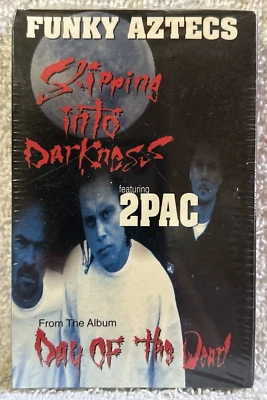 FUNKY AZTECS
Slipping
into
Darkness
featuring
2PAC
From The Album
Day OF the Dead